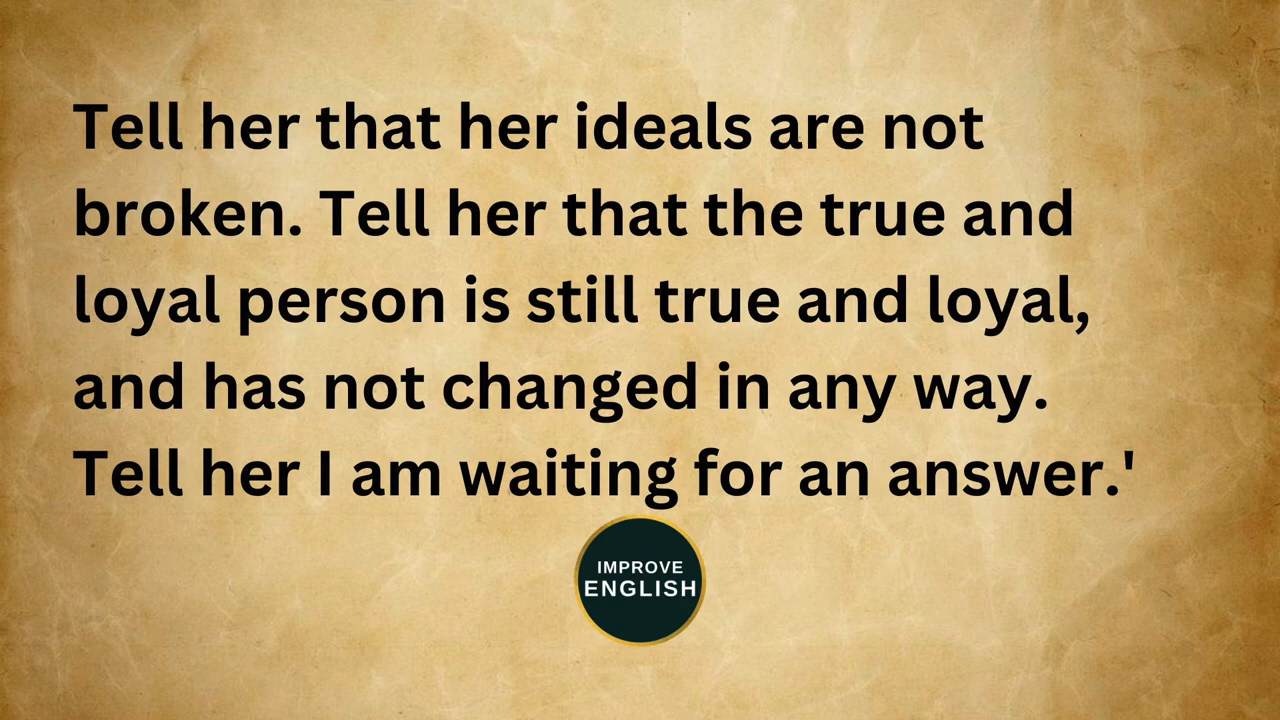 Tell her that her ideals are not
broken. Tell her that the true and
loyal person is still true and loyal,
and has not changed in any way.
Tell her I am waiting for an answer.'
IMPROVE
ENGLISH